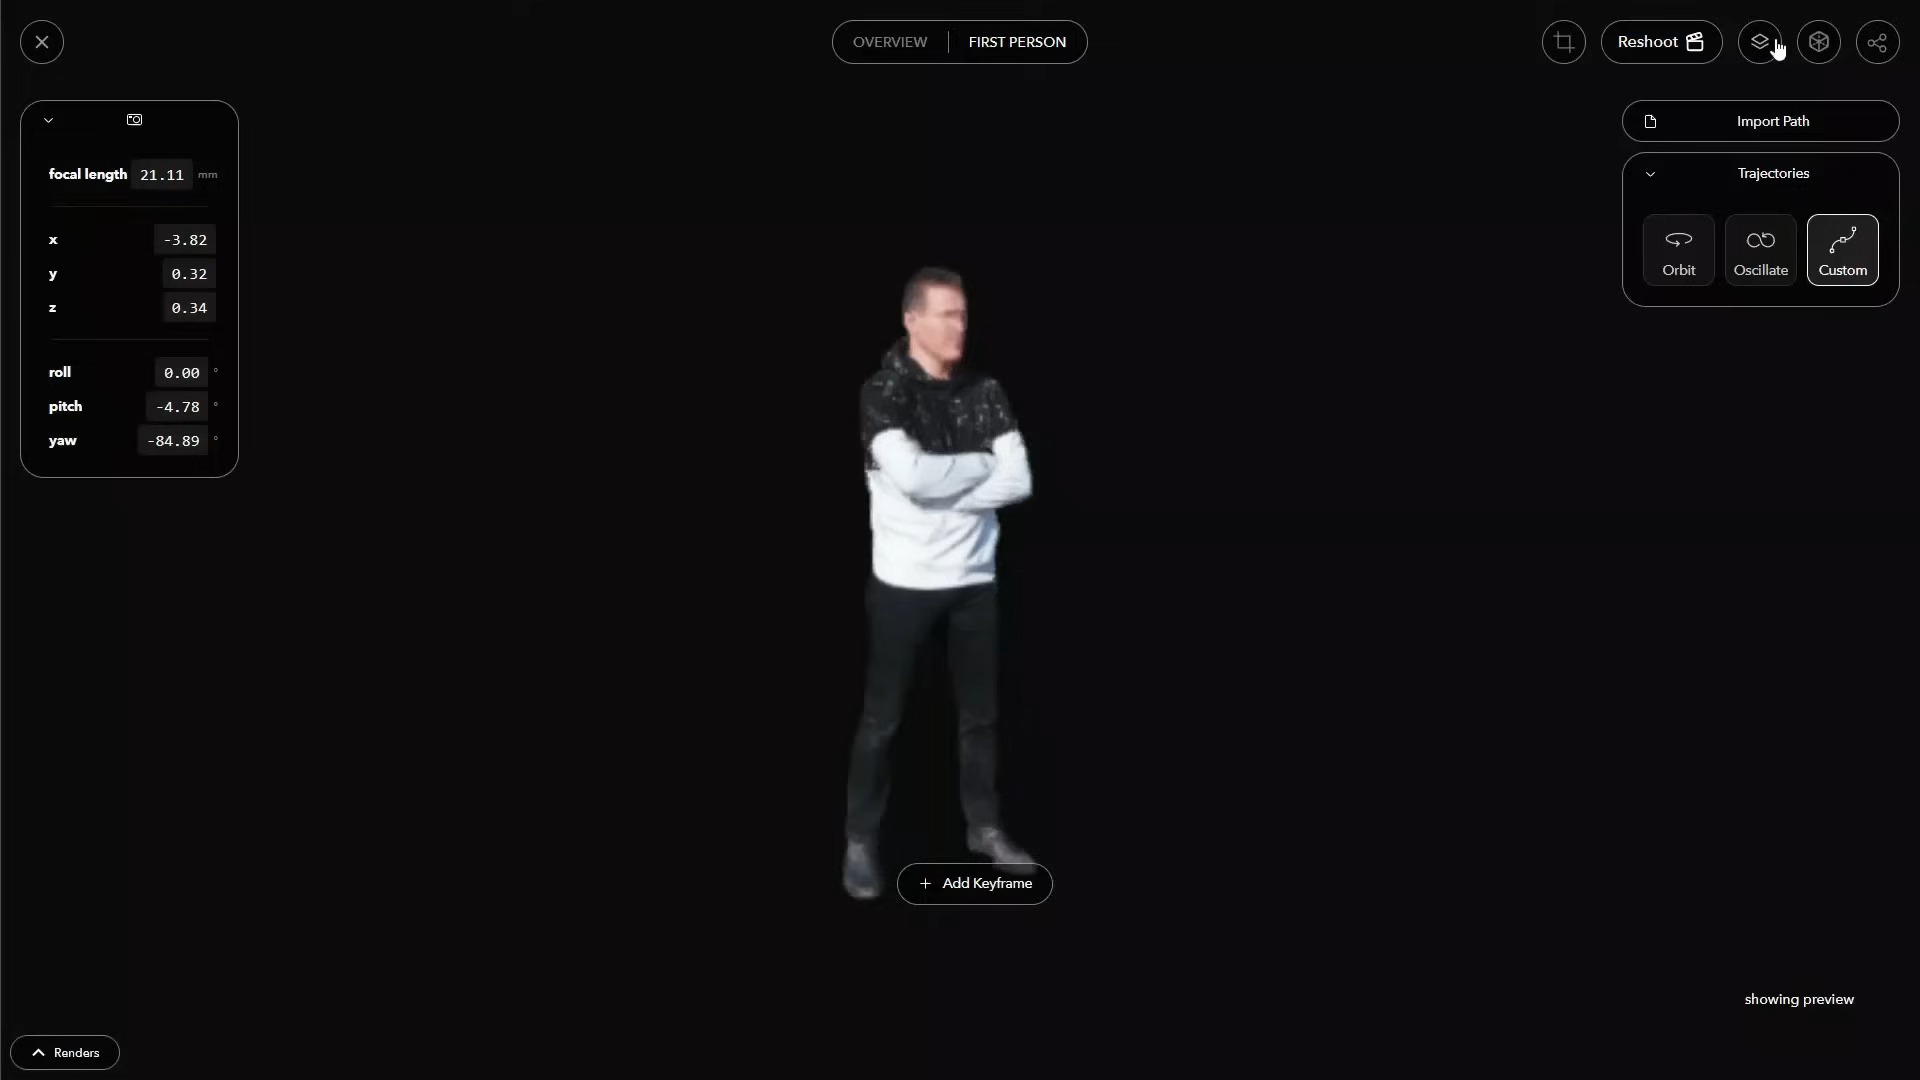 OVERVIEW FIRST PERSON
Reshoot
focal length 21.11 mm
x -3.82
y 0.32
z 0.34
roll 0.00 °
pitch -4.78 °
yaw -84.89 °
Import Path
Trajectories
Orbit Oscillate Custom
+ Add Keyframe
showing preview
Renders